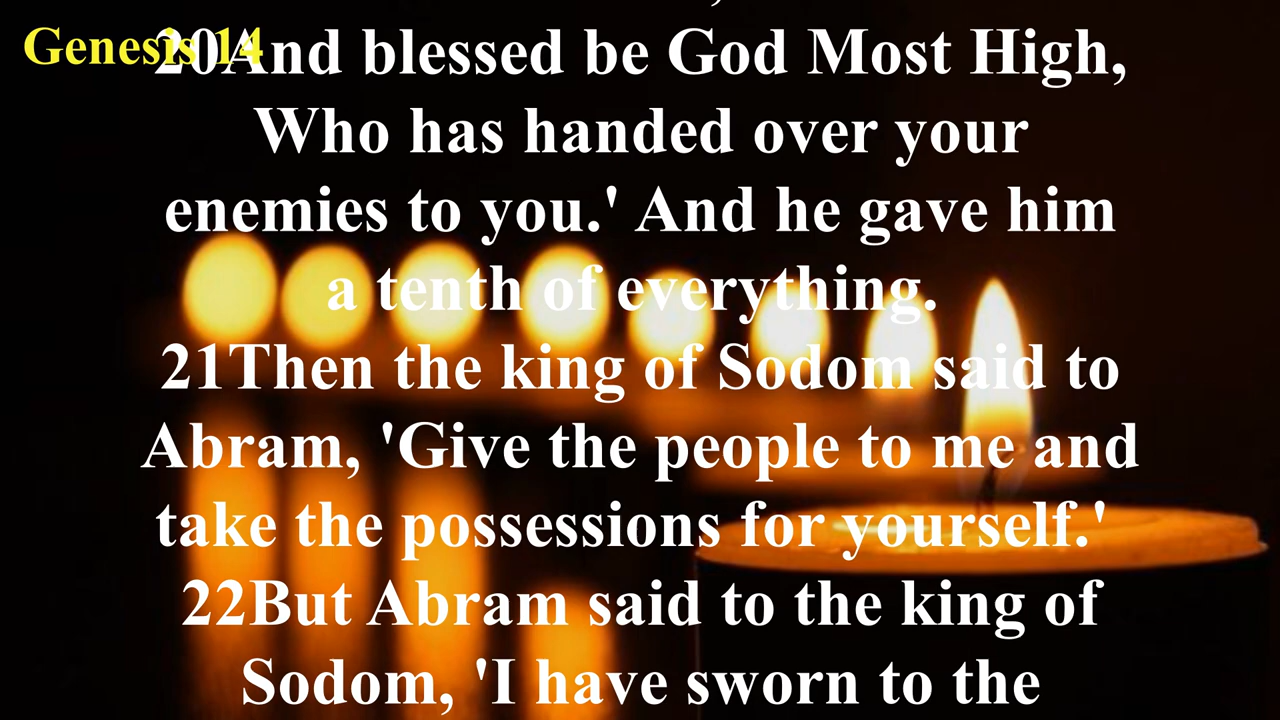 Genesis 14
20And blessed be God Most High,
Who has handed over your
enemies to you.' And he gave him
a tenth of everything.
21Then the king of Sodom said to
Abram, 'Give the people to me and
take the possessions for yourself.'
22But Abram said to the king of
Sodom, 'I have sworn to the